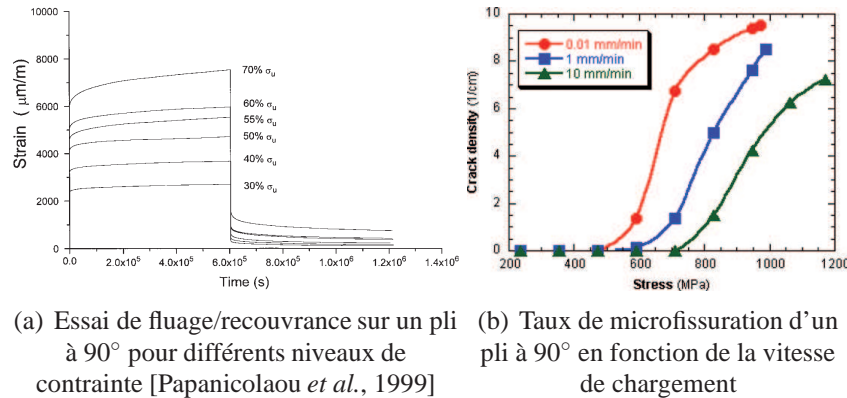 10000
8000
6000
4000
2000
0
Strain ( μm/m)
70% σu
60% σu
55% σu
50% σu
40% σu
30% σu
0.0
2.0x10⁵
4.0x10⁵
6.0x10⁵
8.0x10⁵
1.0x10⁶
1.2x10⁶
1.4x10⁶
Time (s)
10
8
6
4
2
0
Crack density (1/cm)
0.01 mm/min
1 mm/min
10 mm/min
200
400
600
800
1000
1200
Stress (MPa)
(a) Essai de fluage/recouvrance sur un pli
à 90° pour différents niveaux de
contrainte [Papanicolaou et al., 1999]
(b) Taux de microfissuration d'un
pli à 90° en fonction de la vitesse
de chargement